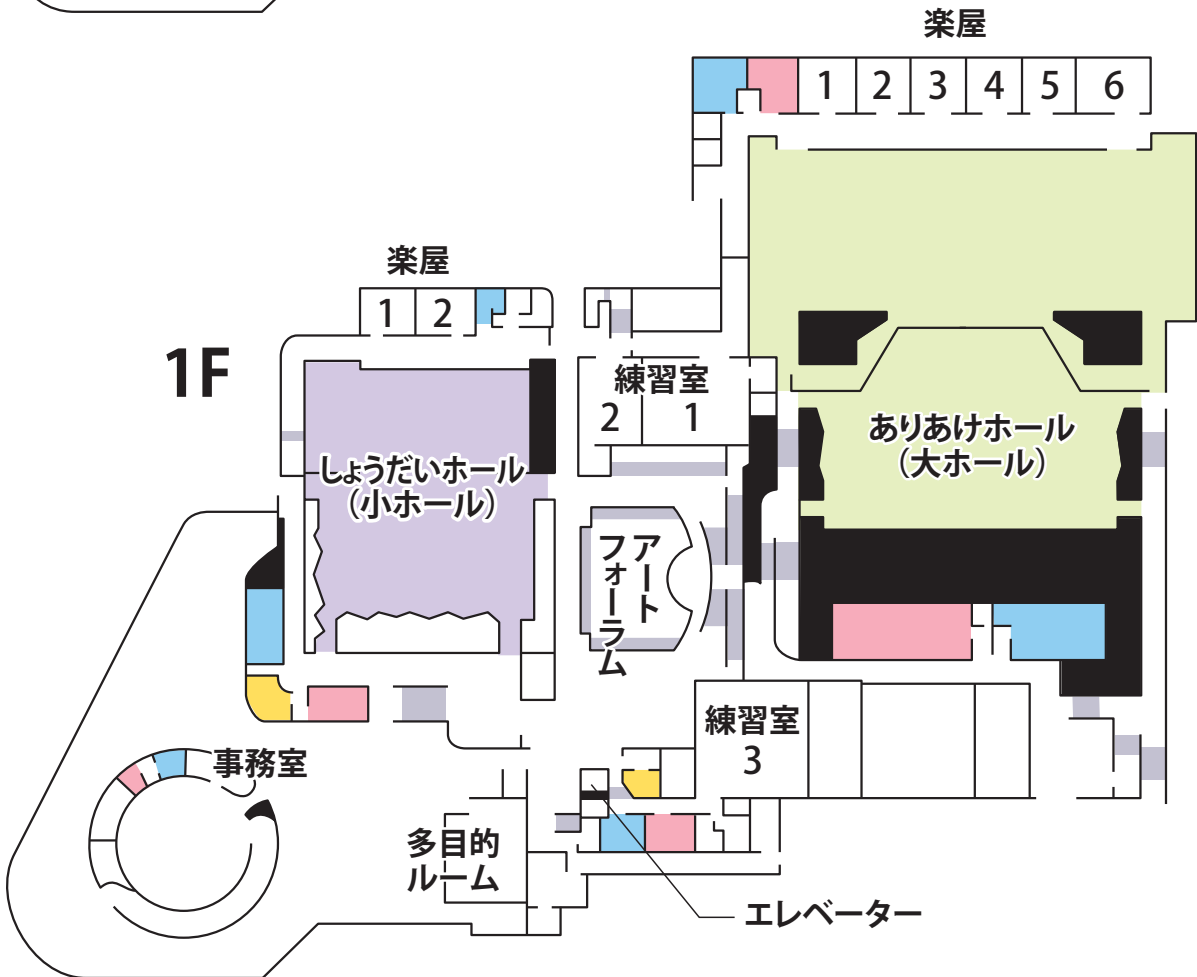 楽屋
1 2 3 4 5 6
楽屋
1 2
1F
練習室
2 1
ありあけホール
（大ホール）
しょうだいホール
（小ホール）
アート
フォーラム
練習室
3
事務室
多目的
ルーム
エレベーター